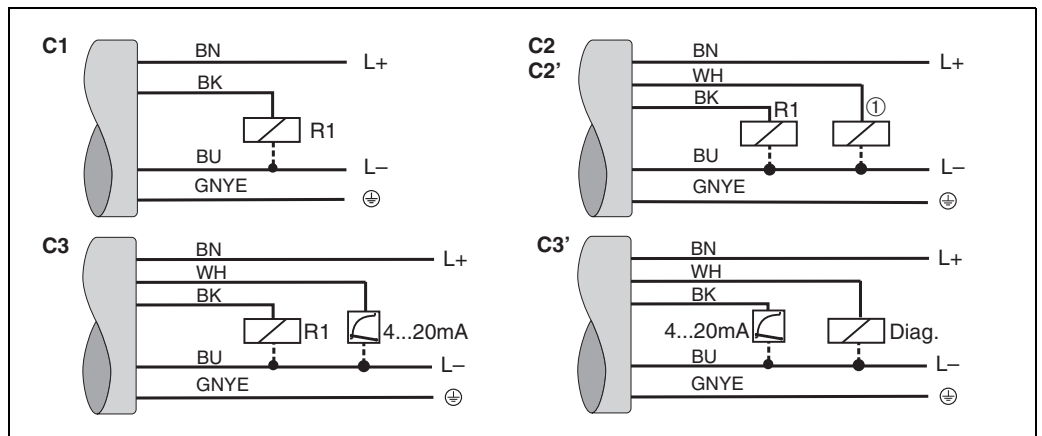 C1
BN
L+
BK
R1
BU
L–
GNYE
C2
C2’
BN
L+
WH
BK
R1
①
BU
L–
GNYE
C3
BN
L+
WH
BK
R1
4...20mA
BU
L–
GNYE
C3’
BN
L+
WH
BK
4...20mA
Diag.
BU
L–
GNYE